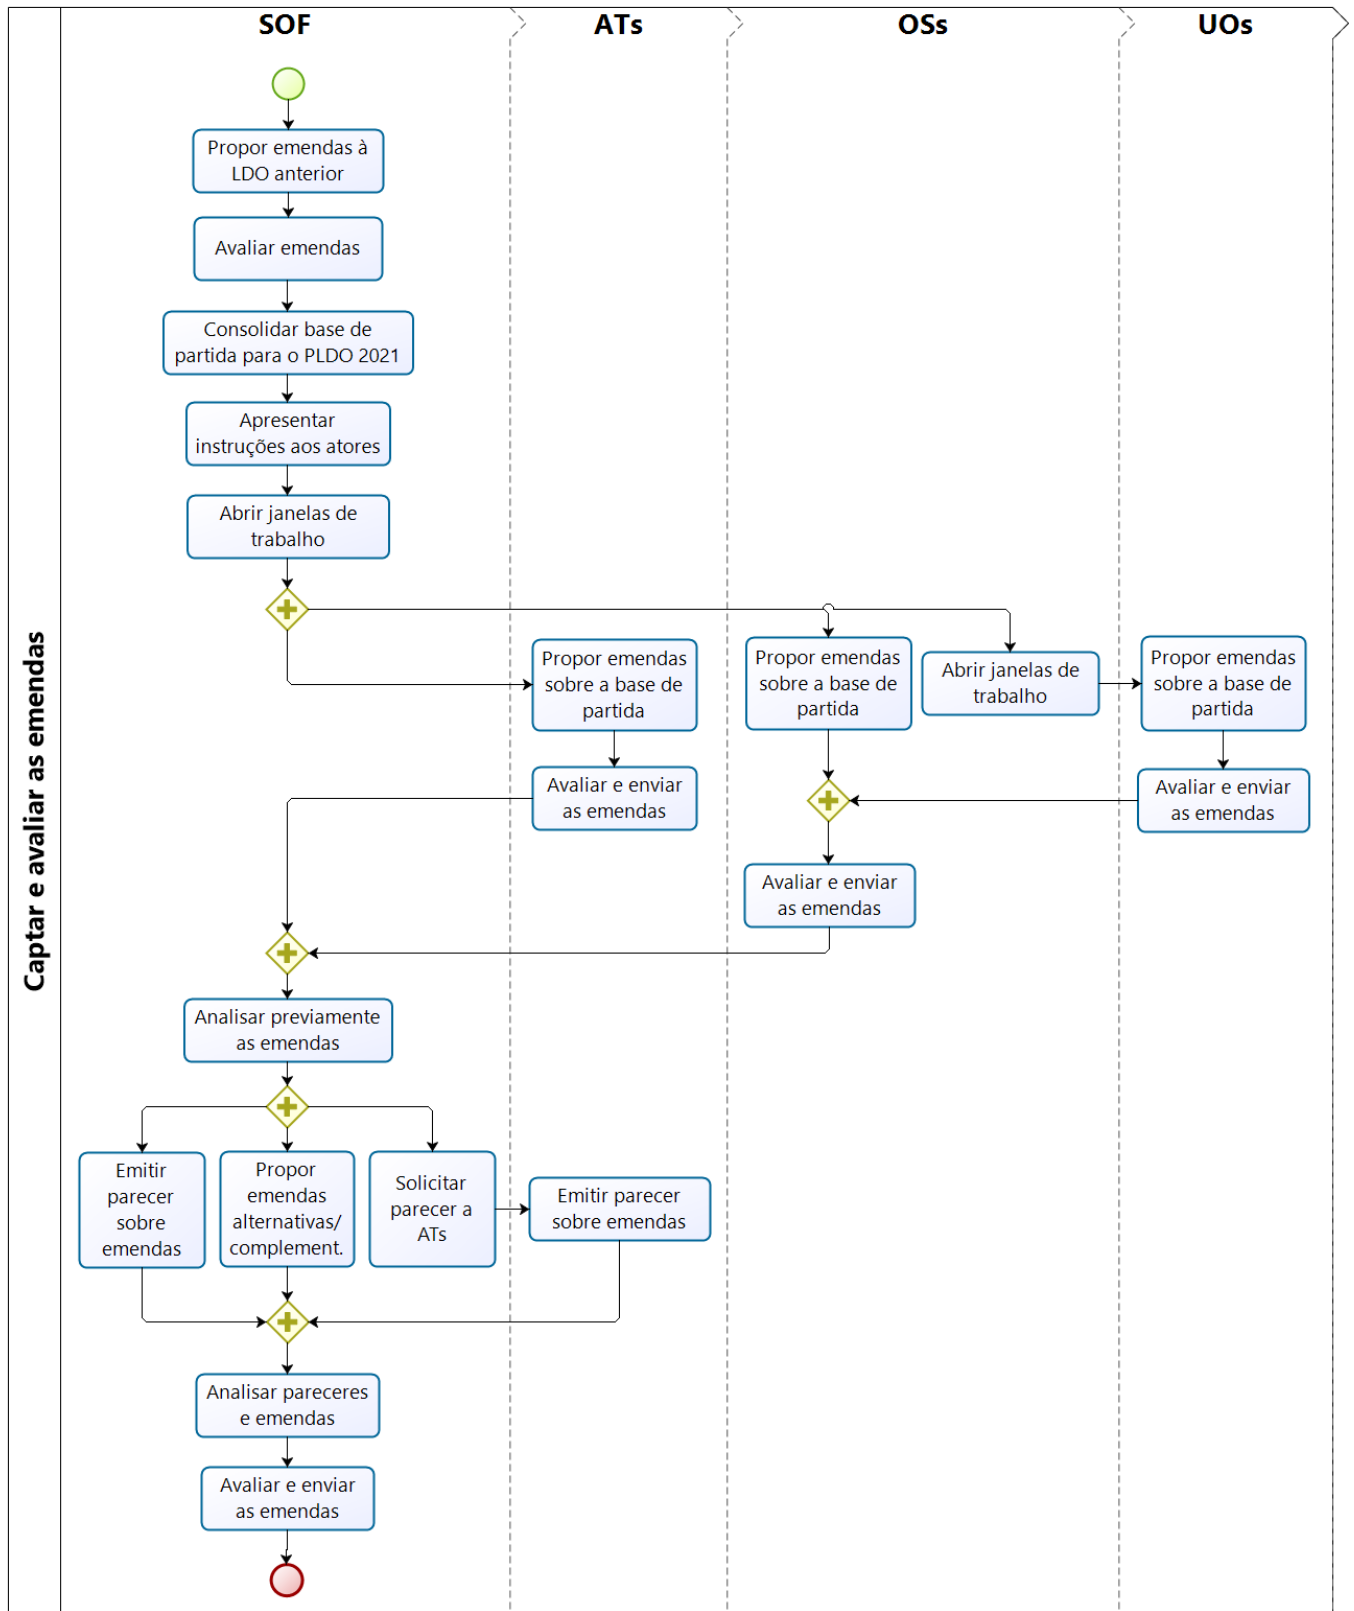 SOF
ATs
OSs
UOs
Captar e avaliar as emendas
Propor emendas à
LDO anterior
Avaliar emendas
Consolidar base de
partida para o PLDO 2021
Apresentar
instruções aos atores
Abrir janelas de
trabalho
Propor emendas
sobre a base de
partida
Propor emendas
sobre a base de
partida
Abrir janelas de
trabalho
Propor emendas
sobre a base de
partida
Avaliar e enviar
as emendas
Avaliar e enviar
as emendas
Avaliar e enviar
as emendas
Analisar previamente
as emendas
Emitir
parecer
sobre
emendas
Propor
emendas
alternativas/
complement.
Solicitar
parecer a
ATs
Emitir parecer
sobre emendas
Analisar pareceres
e emendas
Avaliar e enviar
as emendas